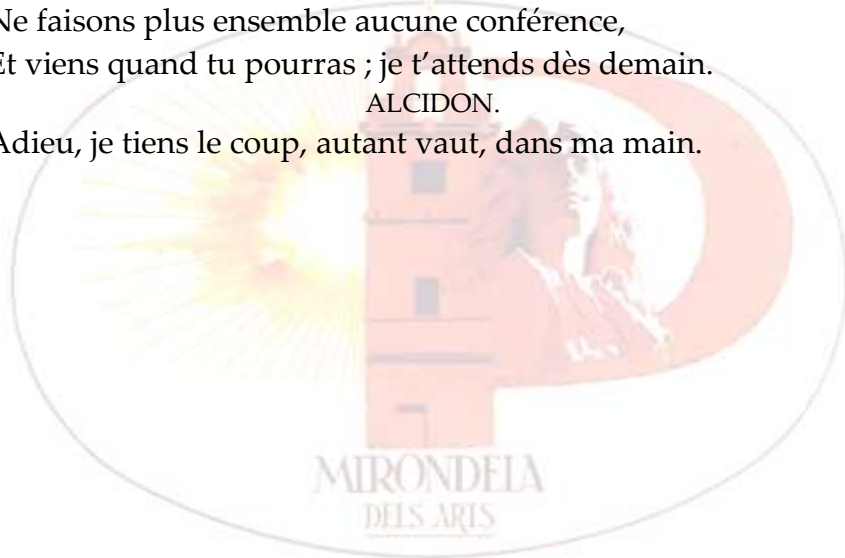 Ne faisons plus ensemble aucune conférence,
Et viens quand tu pourras ; je t’attends dès demain.
ALCIDON.
Adieu, je tiens le coup, autant vaut, dans ma main.
MIRONDELA
DELS ARTS